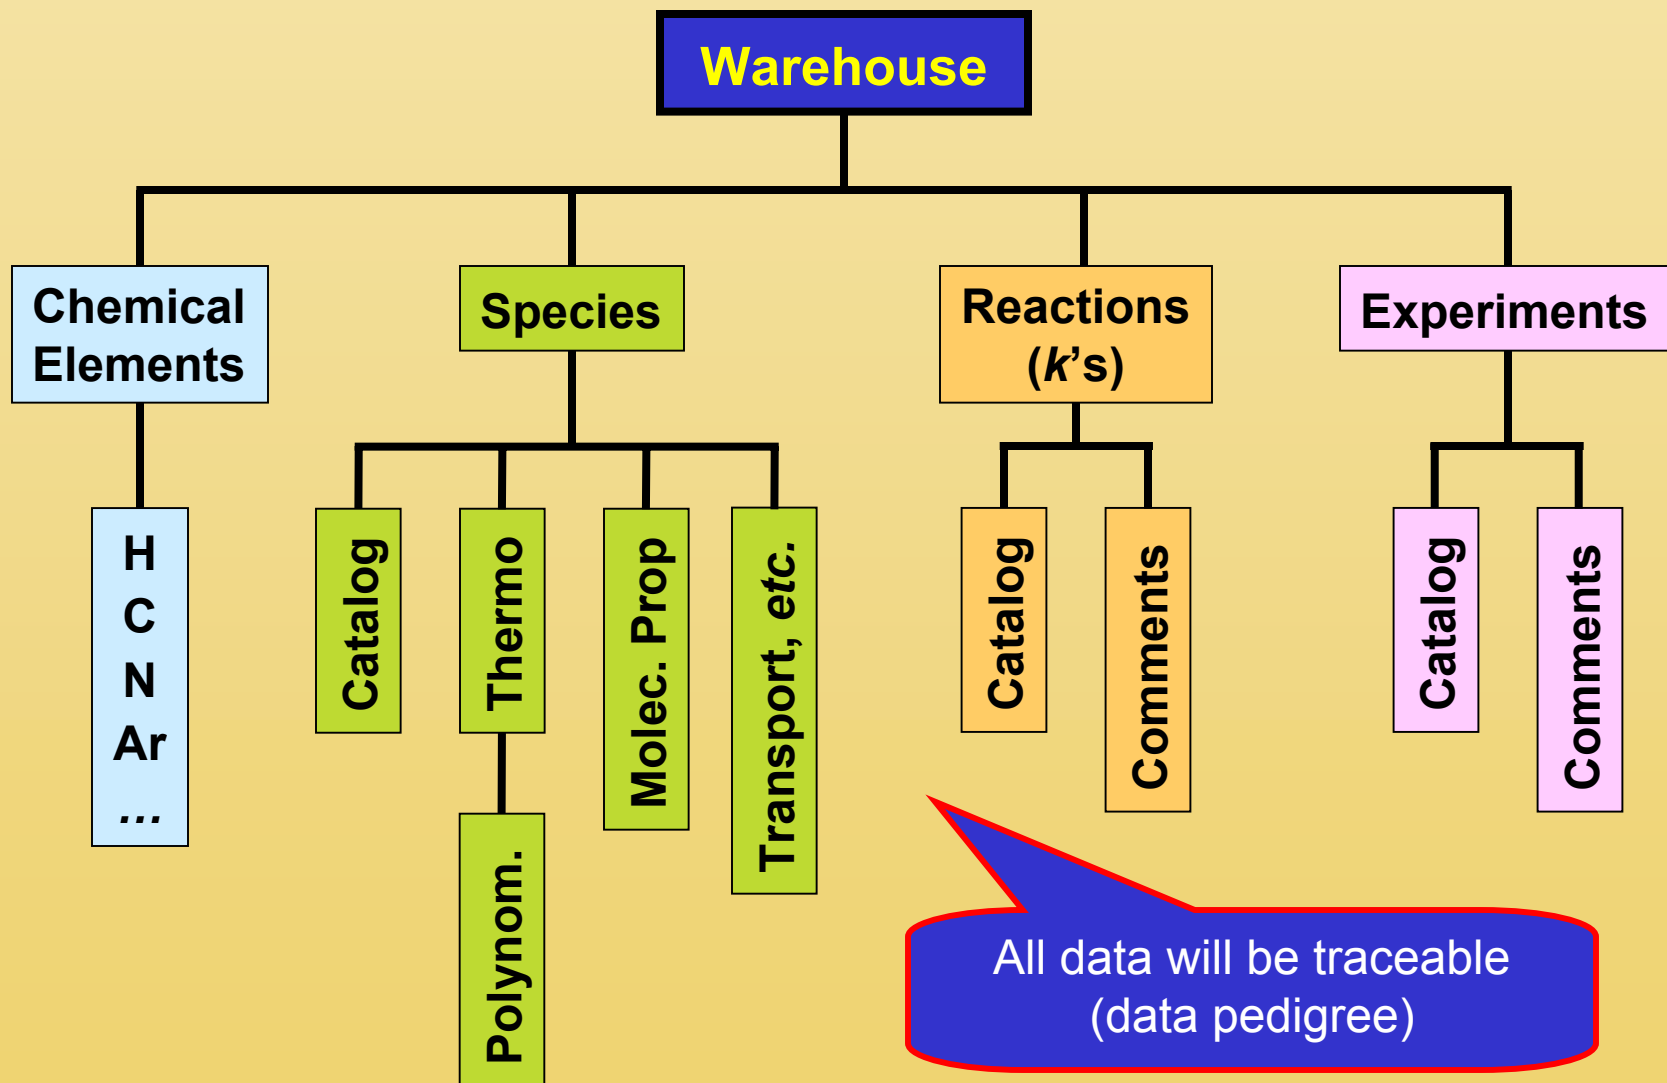 Warehouse
Chemical
Elements
Species
Reactions
(k’s)
Experiments
H
C
N
Ar
...
Catalog
Thermo
Molec. Prop
Transport, etc.
Polynom.
Catalog
Comments
Catalog
Comments
All data will be traceable
(data pedigree)